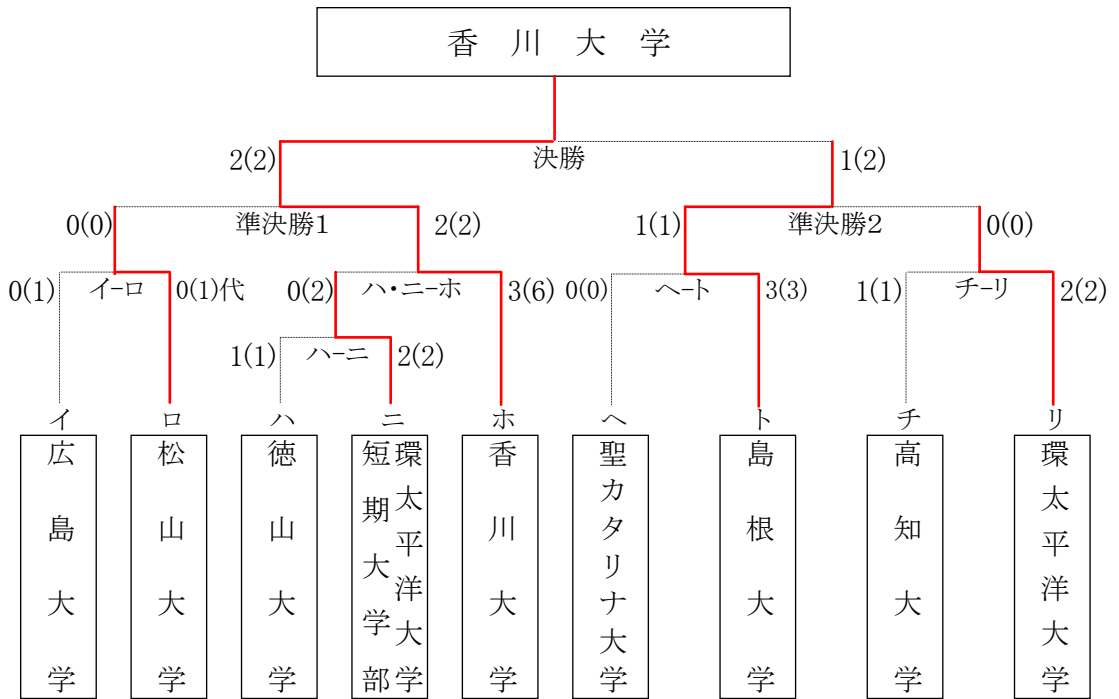 香川大学
2(2) 決勝 1(2)
0(0) 準決勝1 2(2) 1(1) 準決勝2 0(0)
0(1) イ-ロ 0(1)代 0(2) ハ・ニ-ホ 3(6) 0(0) ヘ-ト 3(3) 1(1) チ-リ 2(2)
1(1) ハ-ニ 2(2)
イ ロ ハ ニ ホ ヘ ト チ リ
広島大学
松山大学
徳山大学
環太平洋大学
短期大学部
香川大学
聖カタリナ大学
島根大学
高知大学
環太平洋大学